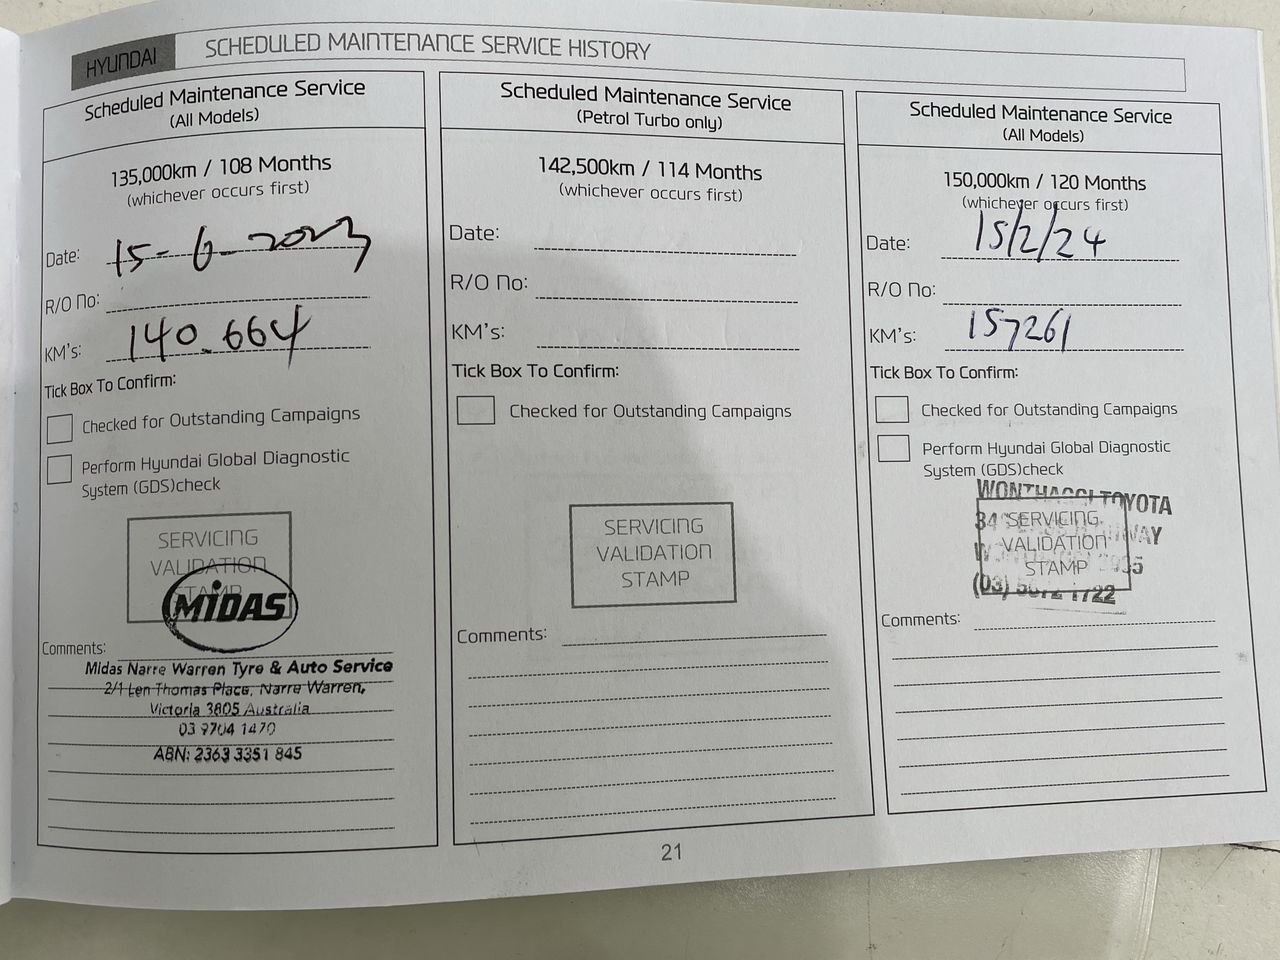 HYUNDAI
SCHEDULED MAINTENANCE SERVICE HISTORY
Scheduled Maintenance Service
(All Models)
135,000km / 108 Months
(whichever occurs first)
Date: 15-6-2023
R/O No:
KM's: 140.664
Tick Box To Confirm:
Checked for Outstanding Campaigns
Perform Hyundai Global Diagnostic
System (GDS)check
SERVICING
VALIDATION
STAMP
MIDAS
Comments:
Midas Narre Warren Tyre & Auto Service
2/1 Len Thomas Place, Narre Warren,
Victoria 3805 Australia
03 9704 1470
ABN: 2363 3351 845
Scheduled Maintenance Service
(Petrol Turbo only)
142,500km / 114 Months
(whichever occurs first)
Date:
R/O No:
KM's:
Tick Box To Confirm:
Checked for Outstanding Campaigns
SERVICING
VALIDATION
STAMP
Comments:
Scheduled Maintenance Service
(All Models)
150,000km / 120 Months
(whichever occurs first)
Date: 15/2/24
R/O No:
KM's: 157261
Tick Box To Confirm:
Checked for Outstanding Campaigns
Perform Hyundai Global Diagnostic
System (GDS)check
WONTHAGGI TOYOTA
SERVICING
VALIDATION
STAMP
(03) 5672 1722
Comments:
21